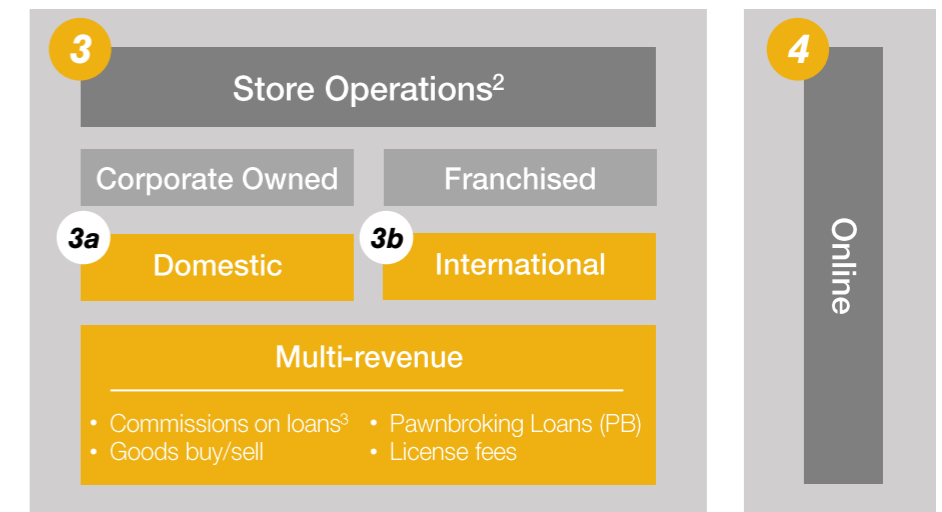 3
Store Operations²
Corporate Owned
Franchised
3a
Domestic
3b
International
Multi-revenue
• Commissions on loans³
• Goods buy/sell
• Pawnbroking Loans (PB)
• License fees
4
Online